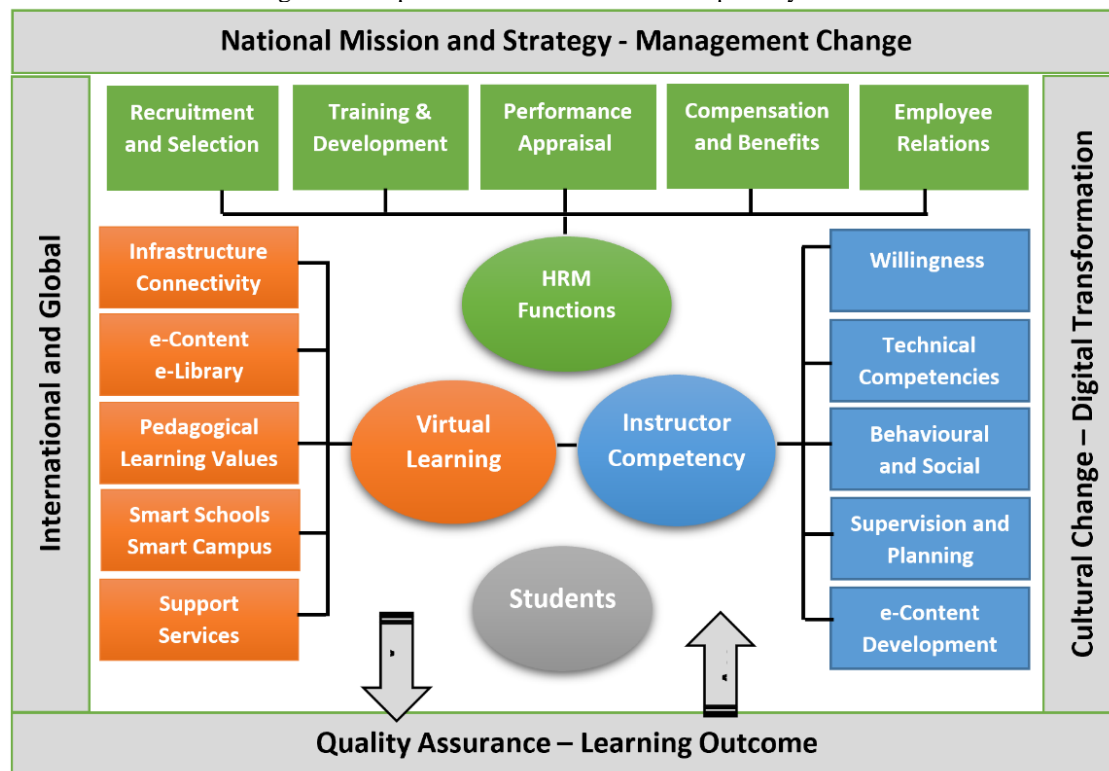 National Mission and Strategy - Management Change
Recruitment
and Selection
Training &
Development
Performance
Appraisal
Compensation
and Benefits
Employee
Relations
International and Global
Infrastructure
Connectivity
e-Content
e-Library
Pedagogical
Learning Values
Smart Schools
Smart Campus
Support
Services
HRM
Functions
Virtual
Learning
Instructor
Competency
Students
Willingness
Technical
Competencies
Behavioural
and Social
Supervision and
Planning
e-Content
Development
Cultural Change – Digital Transformation
Quality Assurance – Learning Outcome